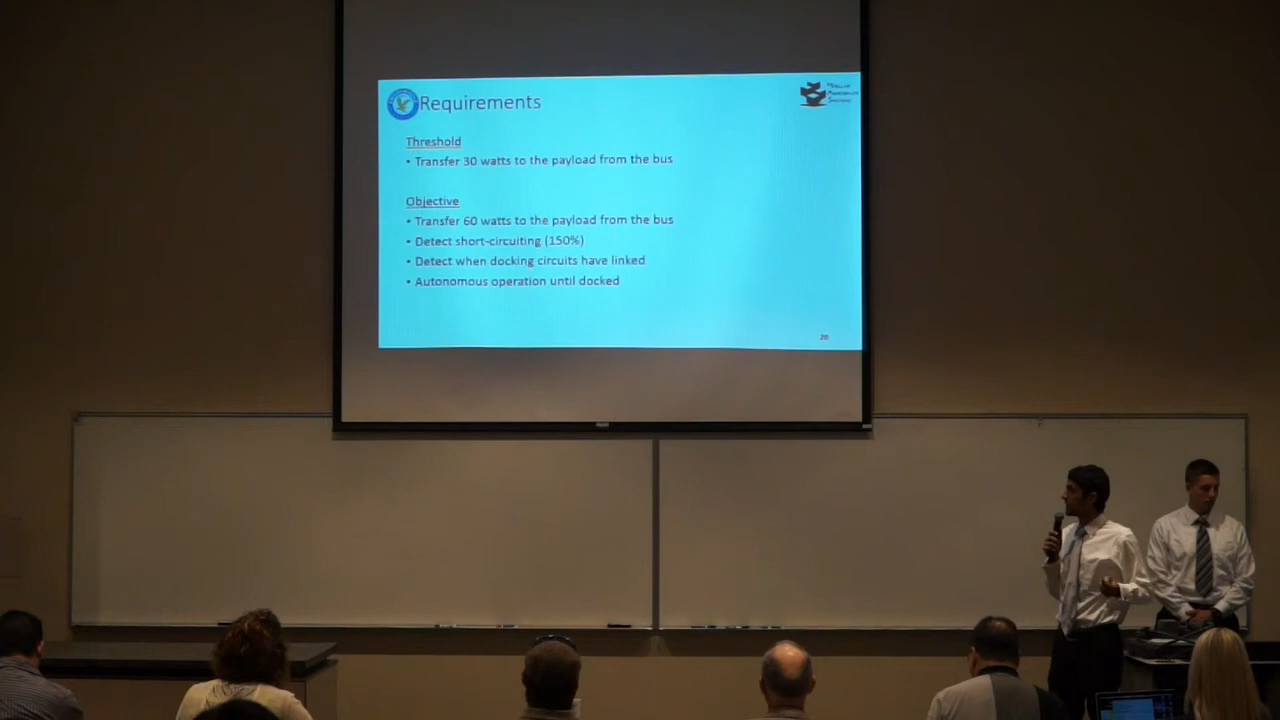 Requirements
Threshold
• Transfer 30 watts to the payload from the bus
Objective
• Transfer 60 watts to the payload from the bus
• Detect short-circuiting (150%)
• Detect when docking circuits have linked
• Autonomous operation until docked
20